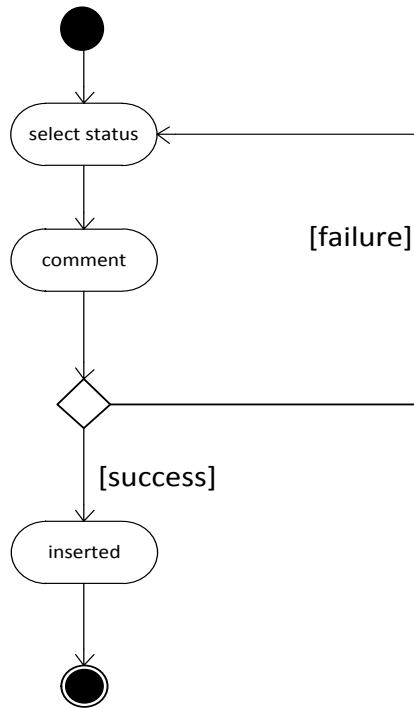 select status
[failure]
comment
[success]
inserted